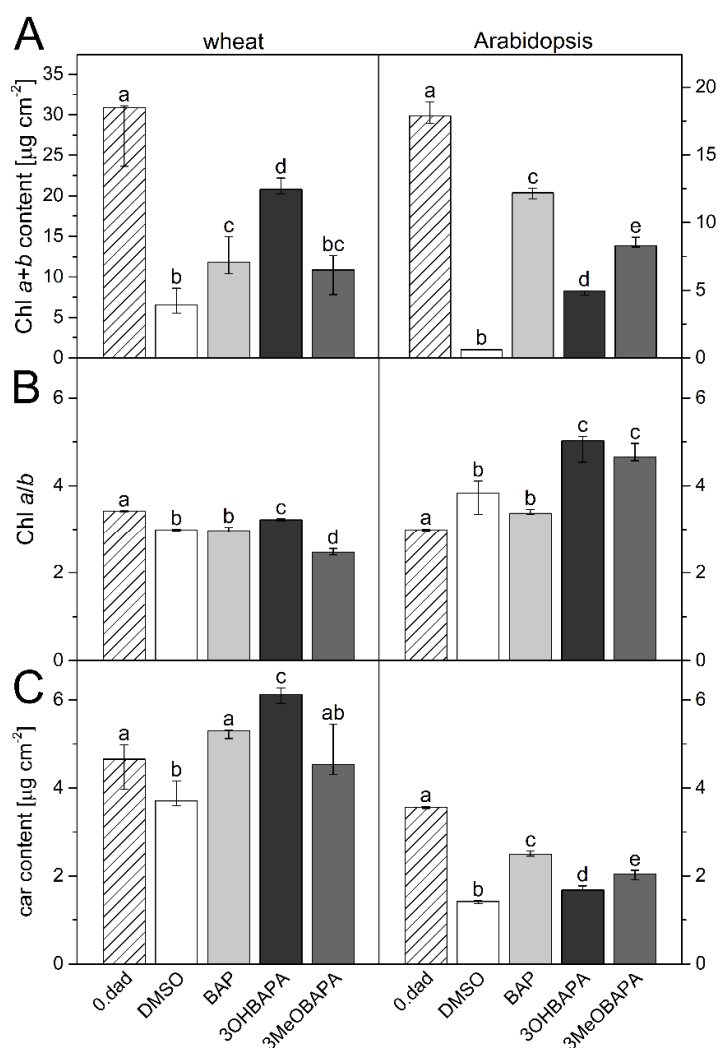 A
wheat
Arabidopsis
Chl a+b content [µg cm-2]
35
30
25
20
15
10
5
0
a
b
c
d
bc
a
b
c
d
e
20
15
10
5
0
B
Chl a/b
6
4
2
0
a
b
b
c
d
a
b
b
c
c
6
4
2
0
C
car content [µg cm-2]
6
4
2
0
a
b
a
c
ab
a
b
c
d
e
6
4
2
0
0.dad
DMSO
BAP
3OHBAPA
3MeOBAPA
0.dad
DMSO
BAP
3OHBAPA
3MeOBAPA